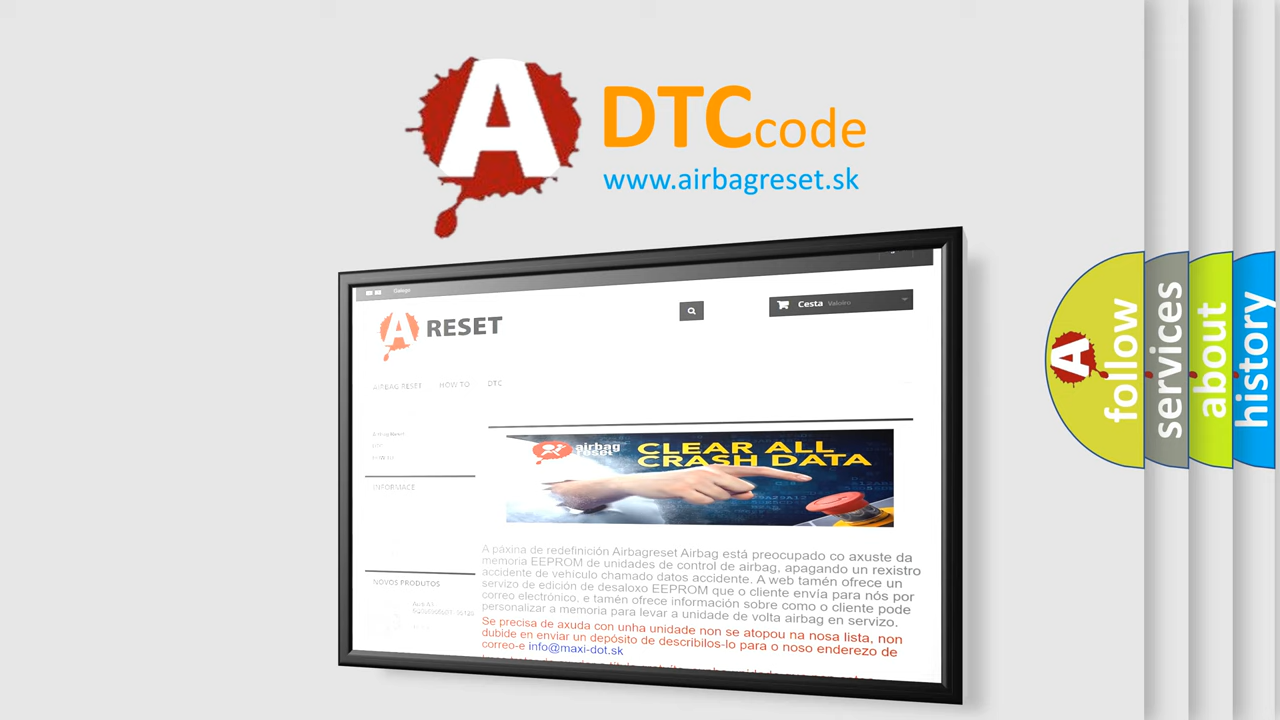 A
DTCcode
www.airbagreset.sk
Galego
A RESET
Cesta Valeiro
AIRBAG RESET HOW TO DTC
INFORMACE
airbag
reset
CLEAR ALL
CRASH DATA
A páxina de redefinición Airbagreset Airbag está preocupado co axuste da
memoria EEPROM de unidades de control de airbag, apagando un rexistro
accidente de vehículo chamado datos accidente. A web tamén ofrece un
servizo de edición de desaloxo EEPROM que o cliente envía para nós por
correo electrónico, e tamén ofrece información sobre como o cliente pode
personalizar a memoria para levar a unidade de volta airbag en servizo.
Se precisa de axuda con unha unidade non se atopou na nosa lista, non
dubide en enviar un depósito de describilos-lo para o noso enderezo de
correo-e info@maxi-dot.sk
NOVOS PRODUTOS
A
follow
services
about
history